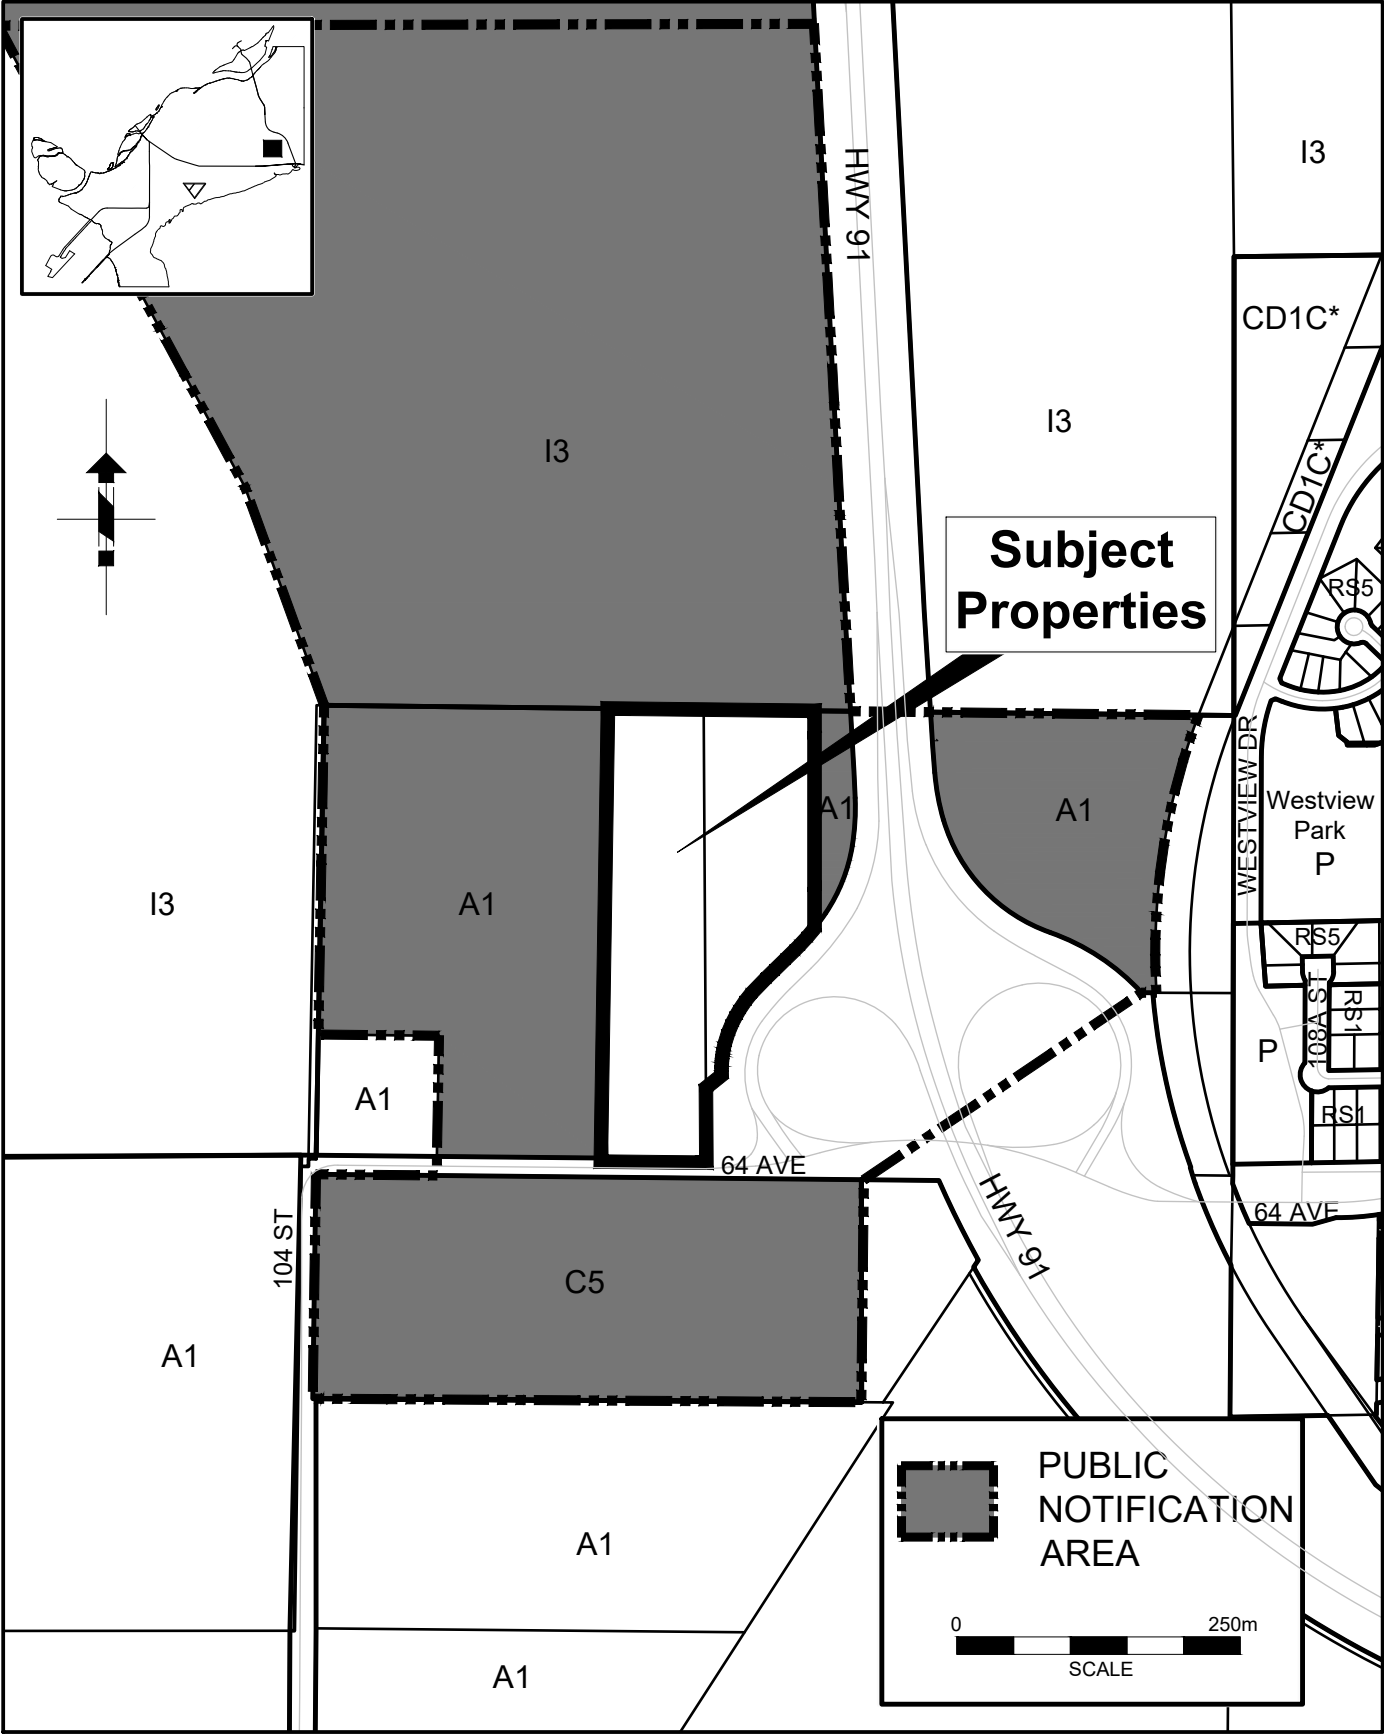 I3
HWY 91
CD1C*
I3
I3
CD1C*
Subject
Properties
RS5
WESTVIEW DR
Westview
Park
P
A1
A1
I3
A1
RS5
108A ST
RS1
P
A1
RS1
64 AVE
HWY 91
64 AVE
104 ST
C5
A1
PUBLIC
NOTIFICATION
AREA
A1
0
250m
SCALE
A1